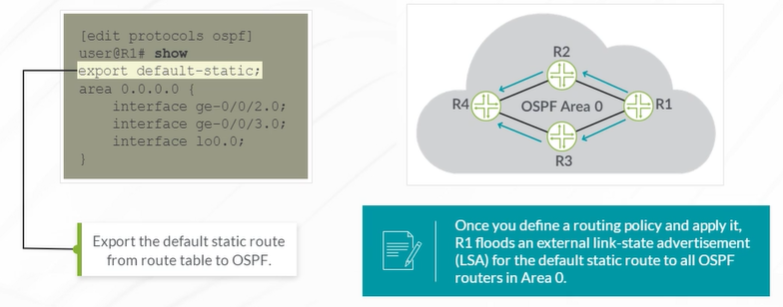 [edit protocols ospf]
user@R1# show
export default-static;
area 0.0.0.0 {
interface ge-0/0/2.0;
interface ge-0/0/3.0;
interface lo0.0;
}
Export the default static route
from route table to OSPF.
R2
R4
OSPF Area 0
R1
R3
Once you define a routing policy and apply it,
R1 floods an external link-state advertisement
(LSA) for the default static route to all OSPF
routers in Area 0.